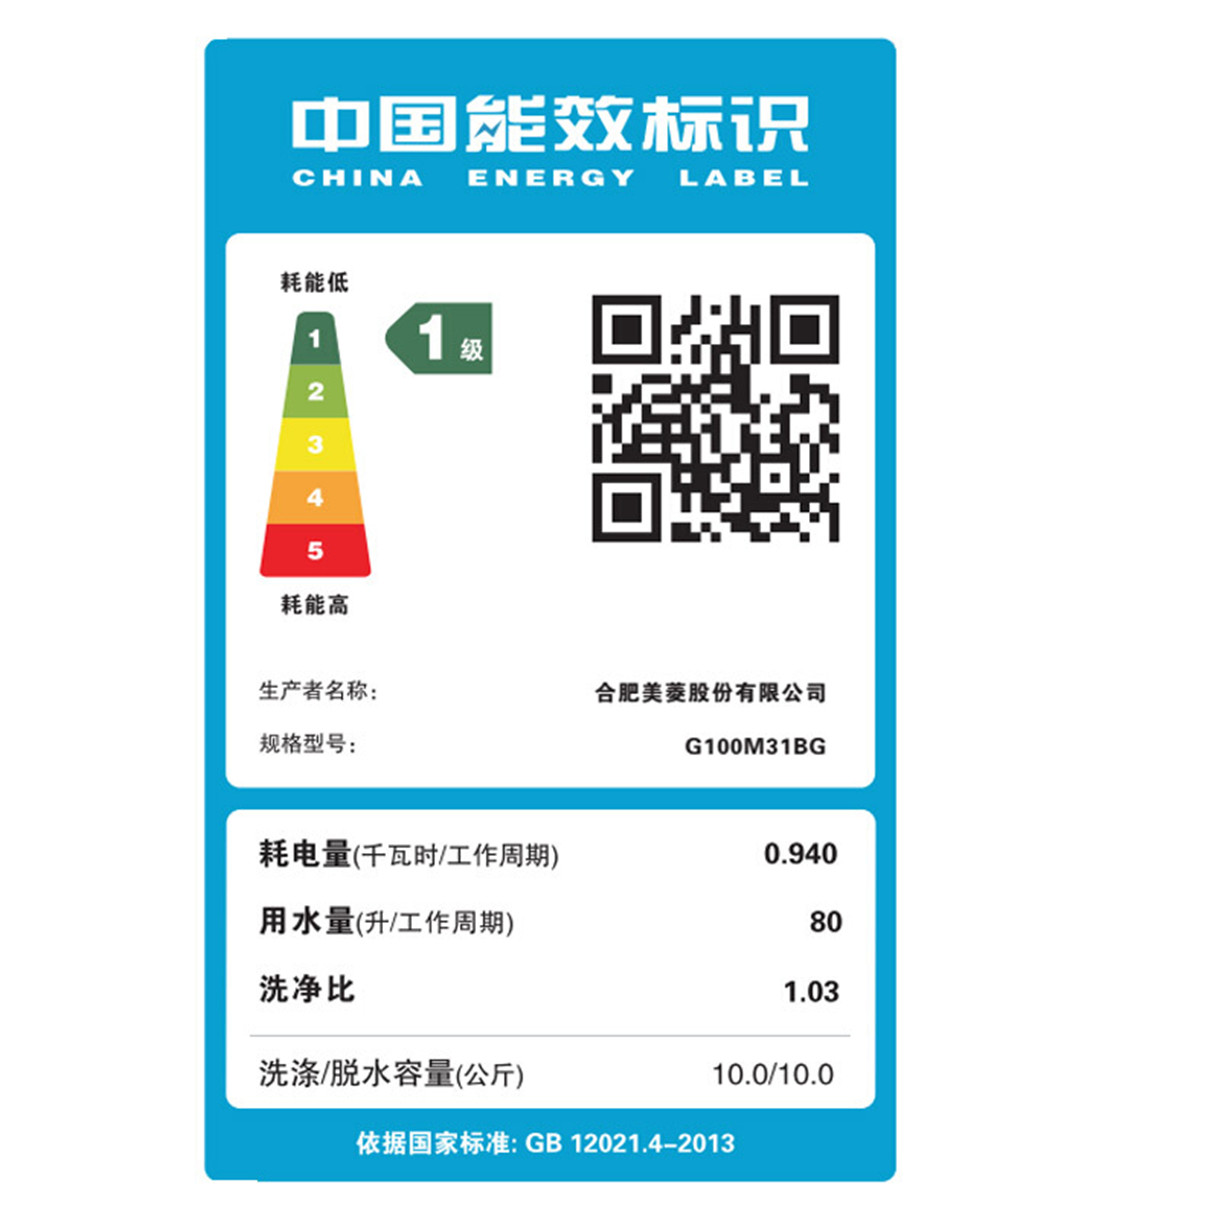 中国能效标识
CHINA ENERGY LABEL
耗能低
1
1级
2
3
4
5
耗能高
生产者名称: 合肥美菱股份有限公司
规格型号: G100M31BG
耗电量(千瓦时/工作周期) 0.940
用水量(升/工作周期) 80
洗净比 1.03
洗涤/脱水容量(公斤) 10.0/10.0
依据国家标准: GB 12021.4-2013